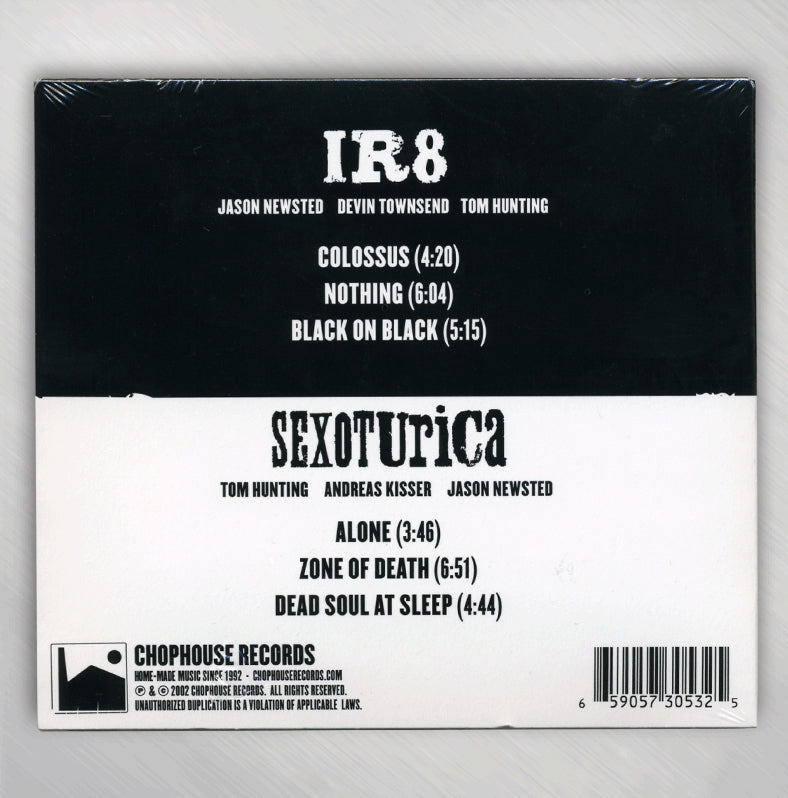 IR8
JASON NEWSTED DEVIN TOWNSEND TOM HUNTING
COLOSSUS (4:20)
NOTHING (6:04)
BLACK ON BLACK (5:15)
SEXOTURICA
TOM HUNTING ANDREAS KISSER JASON NEWSTED
ALONE (3:46)
ZONE OF DEATH (6:51)
DEAD SOUL AT SLEEP (4:44)
CHOPHOUSE RECORDS
HOME-MADE MUSIC SINCE 1992 - CHOPHOUSERECORDS.COM
℗ & © 2002 CHOPHOUSE RECORDS. ALL RIGHTS RESERVED.
UNAUTHORIZED DUPLICATION IS A VIOLATION OF APPLICABLE LAWS.
6 59057 30532 5